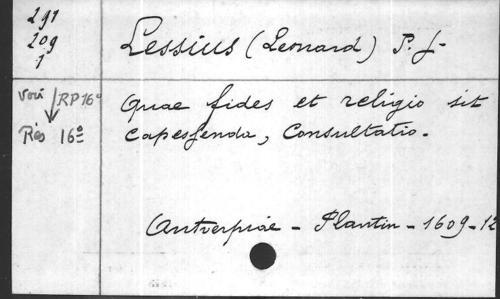 291
209
1
Lessius (Leonard) P. J.
Voir RP 16°
Rés 16°
Quae fides et religio sit
capessenda, Consultatio.
Antverpiae - Plantin - 1609 - 12